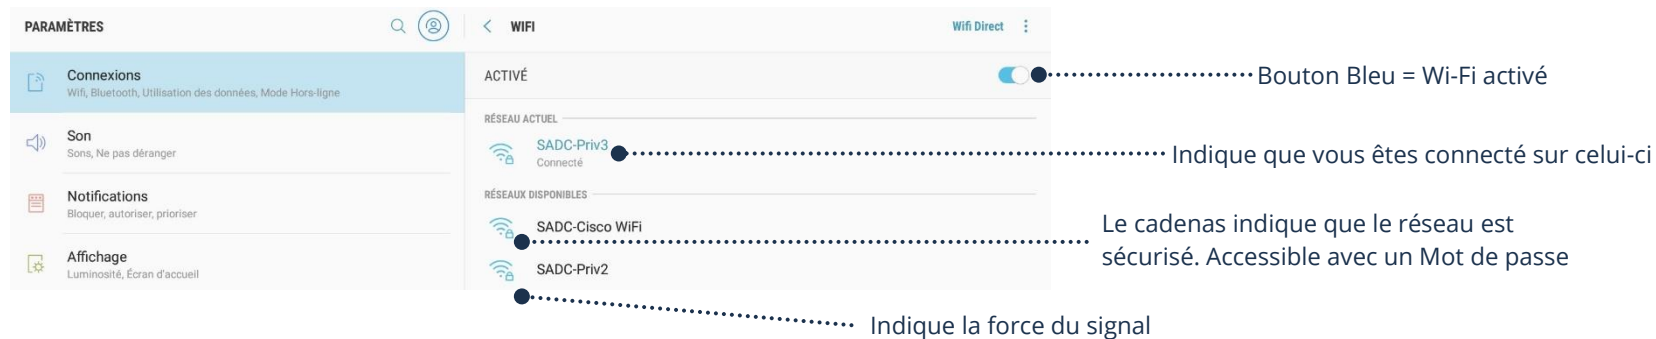 PARAMÈTRES
Connexions
Wifi, Bluetooth, Utilisation des données, Mode Hors-ligne
Son
Sons, Ne pas déranger
Notifications
Bloquer, autoriser, prioriser
Affichage
Luminosité, Écran d'accueil
WIFI
Wifi Direct
ACTIVÉ
RÉSEAU ACTUEL
SADC-Priv3
Connecté
RÉSEAUX DISPONIBLES
SADC-Cisco WiFi
SADC-Priv2
Bouton Bleu = Wi-Fi activé
Indique que vous êtes connecté sur celui-ci
Le cadenas indique que le réseau est
sécurisé. Accessible avec un Mot de passe
Indique la force du signal